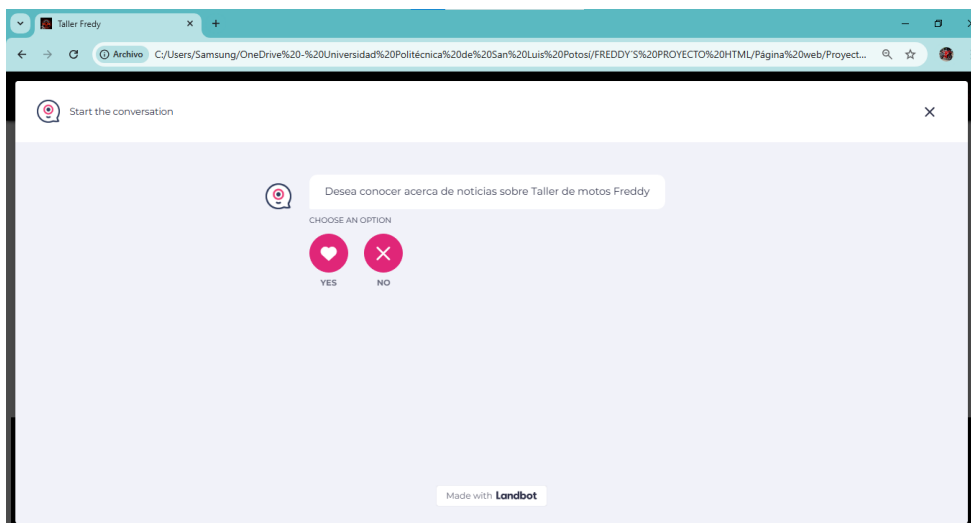 Taller Fredy
Archivo C:/Users/Samsung/OneDrive%20-%20Universidad%20Politécnica%20de%20San%20Luis%20Potosí/FREDDY´S%20PROYECTO%20HTML/Página%20web/Proyect...
Start the conversation
Desea conocer acerca de noticias sobre Taller de motos Freddy
CHOOSE AN OPTION
YES NO
Made with Landbot